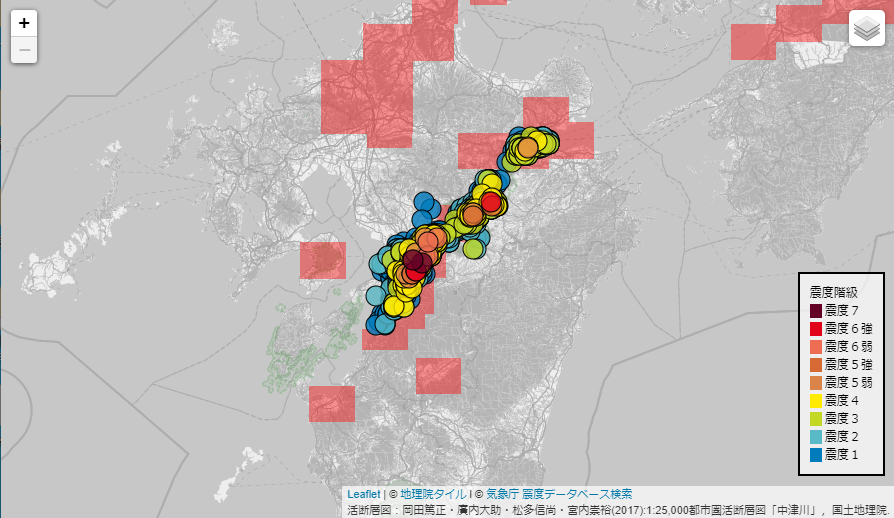 +
−
震度階級
震度7
震度6強
震度6弱
震度5強
震度5弱
震度4
震度3
震度2
震度1
Leaflet | © 地理院タイル I © 気象庁 震度データベース検索
活断層図：岡田篤正・廣内大助・松多信尚・宮内崇裕(2017):1:25,000都市圏活断層図「中津川」，国土地理院.